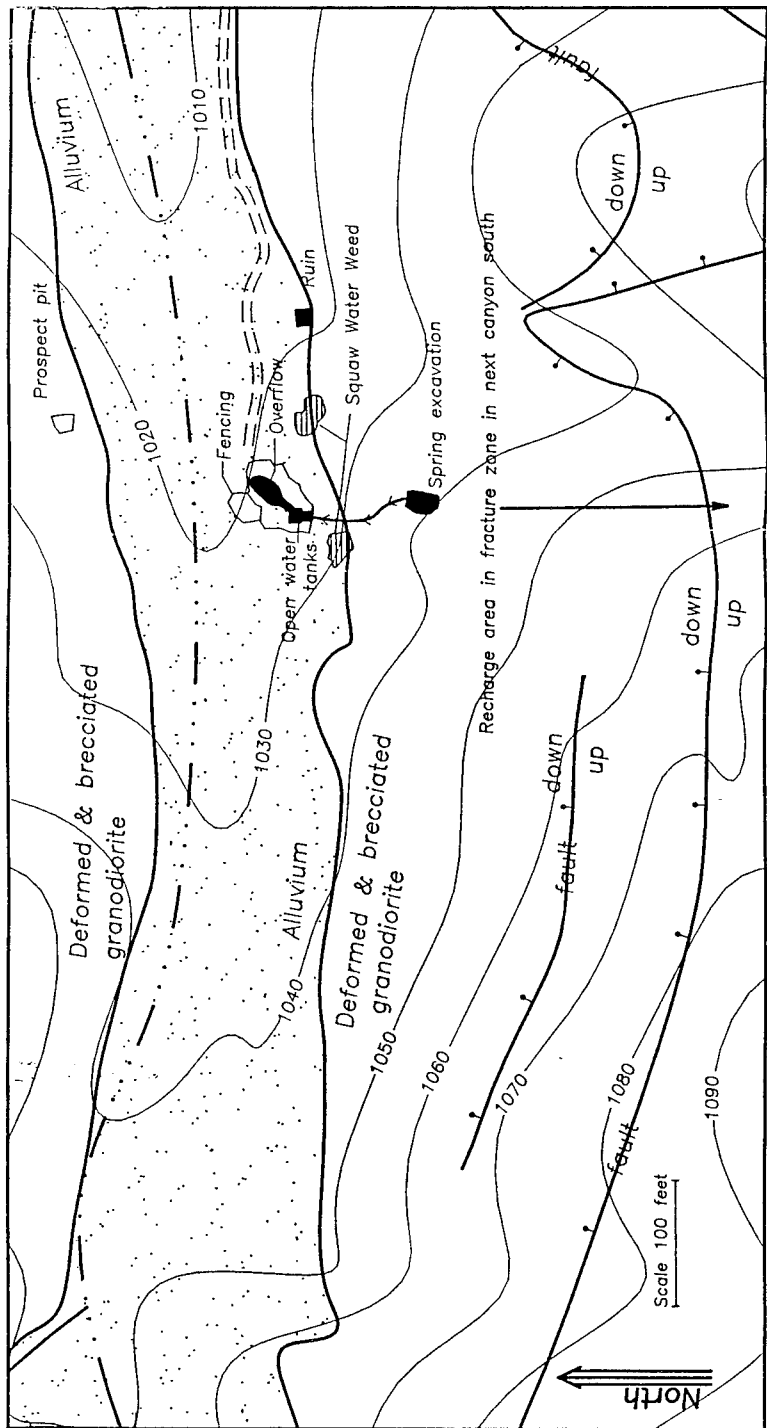 Prospect pit
Alluvium
1010
1020
Deformed & brecciated
granodiorite
Fencing
Overflow
Ruin
Squaw Water Weed
Open water
tanks
1030
Alluvium
1040
Spring excavation
Deformed & brecciated
granodiorite
1050
1060
1070
1080
1090
Recharge area in fracture zone in next canyon south
fault
down
up
fault
down
up
fault
down
up
Scale 100 feet
North